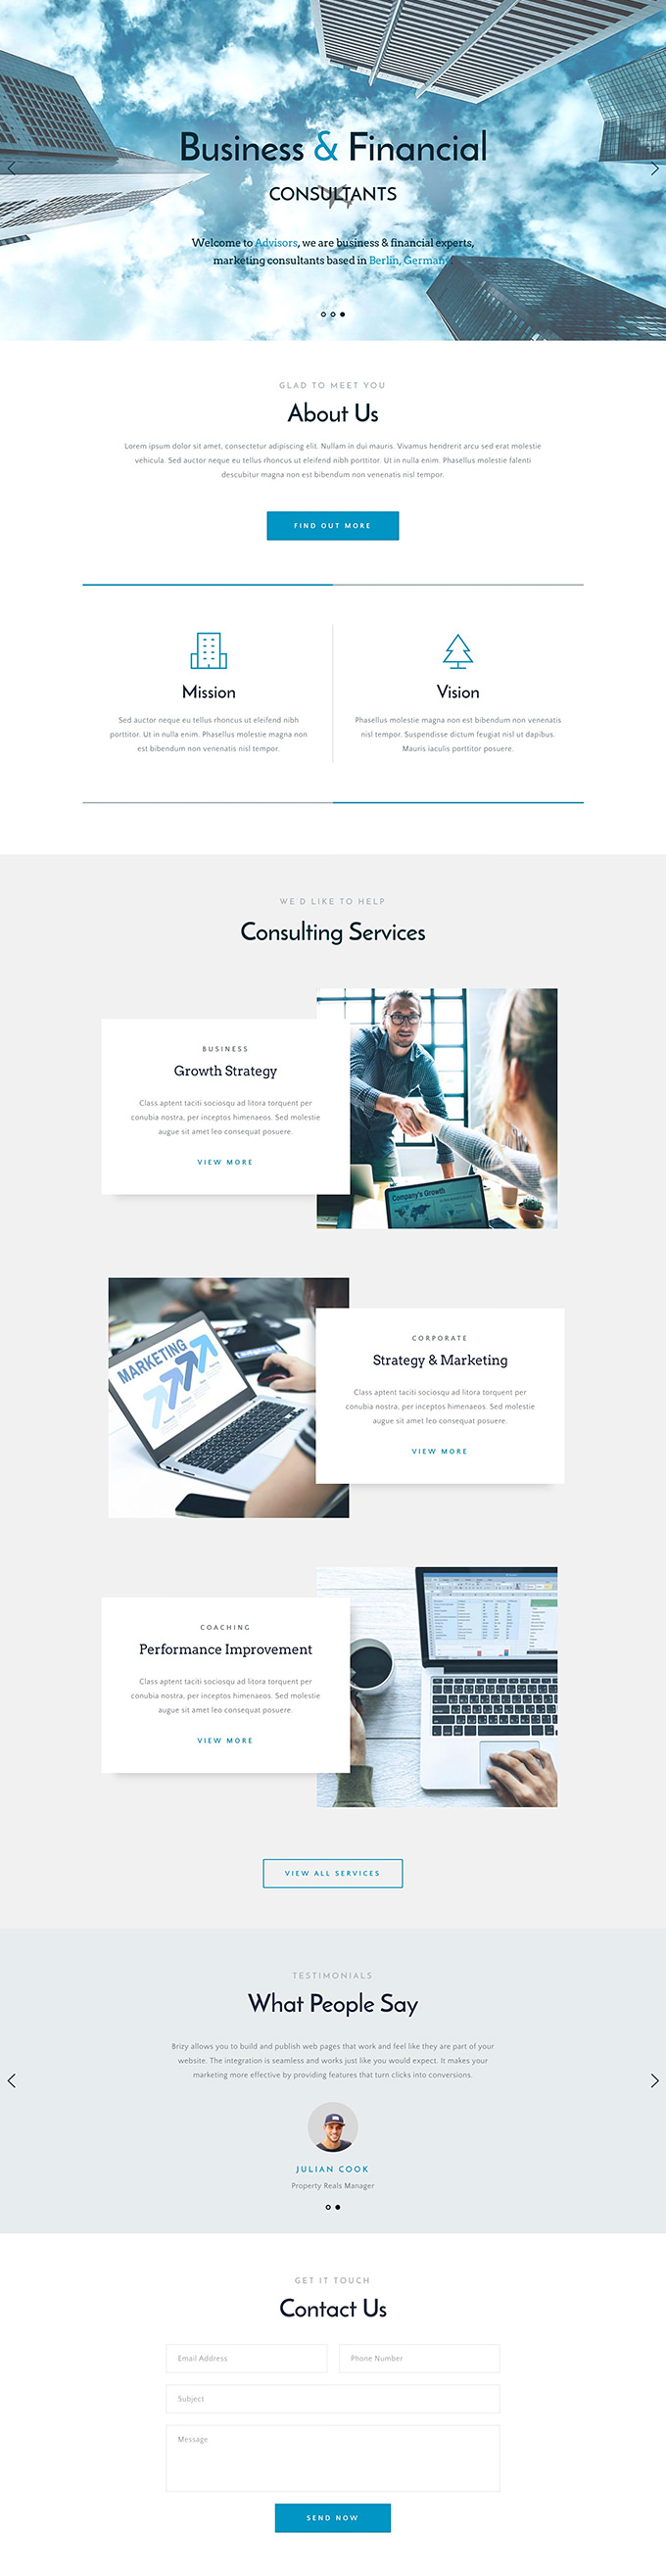 Business & Financial
CONSULTANTS
Welcome to Advisors, we are business & financial experts,
marketing consultants based in Berlin, Germany.
GLAD TO MEET YOU
About Us
Lorem ipsum dolor sit amet, consectetur adipiscing elit. Nullam in dui mauris. Vivamus hendrerit arcu sed erat molestie
vehicula. Sed auctor neque eu tellus rhoncus ut eleifend nibh porttitor. Ut in nulla enim. Phasellus molestie falenti
descubitur magna non est bibendum non venenatis nisl tempor.
FIND OUT MORE
Mission
Sed auctor neque eu tellus rhoncus ut eleifend nibh
porttitor. Ut in nulla enim. Phasellus molestie magna non
est bibendum non venenatis nisl tempor.
Vision
Phasellus molestie magna non est bibendum non venenatis
nisl tempor. Suspendisse dictum feugiat nisl ut dapibus.
Mauris iaculis porttitor posuere.
WE'D LIKE TO HELP
Consulting Services
BUSINESS
Growth Strategy
Class aptent taciti sociosqu ad litora torquent per
conubia nostra, per inceptos himenaeos. Sed molestie
augue sit amet leo consequat posuere.
VIEW MORE
Company's Growth
MARKETING
CORPORATE
Strategy & Marketing
Class aptent taciti sociosqu ad litora torquent per
conubia nostra, per inceptos himenaeos. Sed molestie
augue sit amet leo consequat posuere.
VIEW MORE
COACHING
Performance Improvement
Class aptent taciti sociosqu ad litora torquent per
conubia nostra, per inceptos himenaeos. Sed molestie
augue sit amet leo consequat posuere.
VIEW MORE
VIEW ALL SERVICES
TESTIMONIALS
What People Say
Brizy allows you to build and publish web pages that work and feel like they are part of your
website. The integration is seamless and works just like you would expect. It makes your
marketing more effective by providing features that turn clicks into conversions.
JULIAN COOK
Property Reals Manager
GET IT TOUCH
Contact Us
Email Address
Phone Number
Subject
Message
SEND NOW